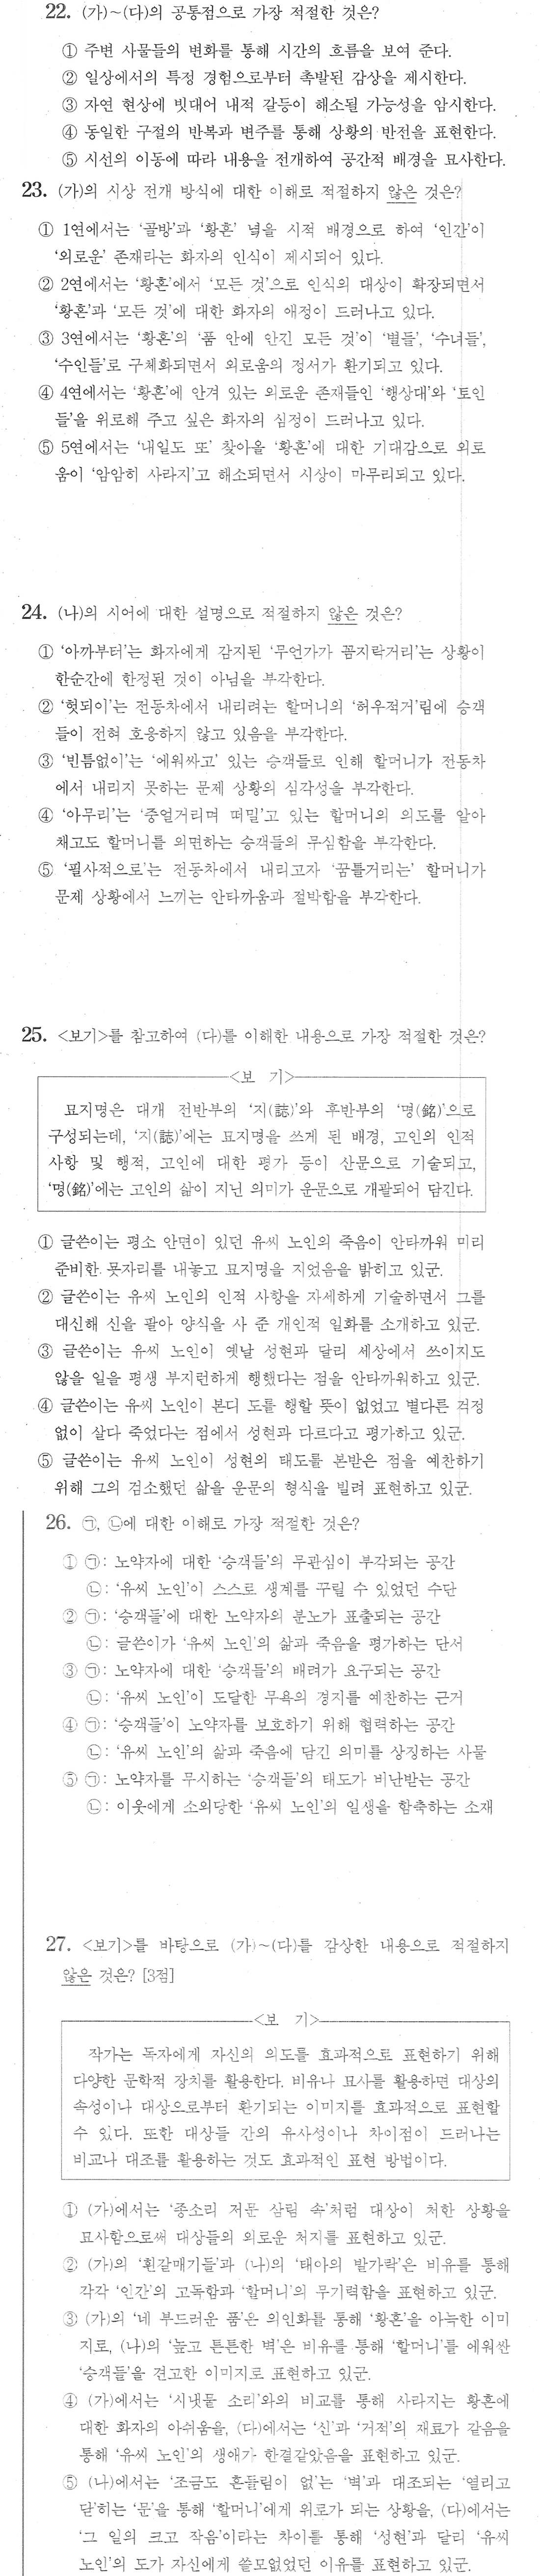 22. (가)~(다)의 공통점으로 가장 적절한 것은?
① 주변 사물들의 변화를 통해 시간의 흐름을 보여 준다.
② 일상에서의 특정 경험으로부터 촉발된 감상을 제시한다.
③ 자연 현상에 빗대어 내적 갈등이 해소될 가능성을 암시한다.
④ 동일한 구절의 반복과 변주를 통해 상황의 반전을 표현한다.
⑤ 시선의 이동에 따라 내용을 전개하여 공간적 배경을 묘사한다.
23. (가)의 시상 전개 방식에 대한 이해로 적절하지 않은 것은?
① 1연에서는 '골방'과 '황혼' 녘을 시적 배경으로 하여 '인간'이
'외로운' 존재라는 화자의 인식이 제시되어 있다.
② 2연에서는 '황혼'에서 '모든 것'으로 인식의 대상이 확장되면서
'황혼'과 '모든 것'에 대한 화자의 애정이 드러나고 있다.
③ 3연에서는 '황혼'의 '품 안에 안긴 모든 것'이 '별들', '수녀들',
'수인들'로 구체화되면서 외로움의 정서가 환기되고 있다.
④ 4연에서는 '황혼'에 안겨 있는 외로운 존재들인 '행상대'와 '토인
들'을 위로해 주고 싶은 화자의 심정이 드러나고 있다.
⑤ 5연에서는 '내일도 또' 찾아올 '황혼'에 대한 기대감으로 외로
움이 '암암히 사라지'고 해소되면서 시상이 마무리되고 있다.
24. (나)의 시어에 대한 설명으로 적절하지 않은 것은?
① '아까부터'는 화자에게 감지된 '무언가가 꼼지락거리'는 상황이
한순간에 한정된 것이 아님을 부각한다.
② '헛되이'는 전동차에서 내리려는 할머니의 '허우적거'림에 승객
들이 전혀 호응하지 않고 있음을 부각한다.
③ '빈틈없이'는 '에워싸고' 있는 승객들로 인해 할머니가 전동차
에서 내리지 못하는 문제 상황의 심각성을 부각한다.
④ '아무리'는 '중얼거리며 떠밀'고 있는 할머니의 의도를 알아
채고도 할머니를 외면하는 승객들의 무심함을 부각한다.
⑤ '필사적으로'는 전동차에서 내리고자 '꿈틀거리는' 할머니가
문제 상황에서 느끼는 안타까움과 절박함을 부각한다.
25. <보기>를 참고하여 (다)를 이해한 내용으로 가장 적절한 것은?
<보 기>
묘지명은 대개 전반부의 '지(誌)'와 후반부의 '명(銘)'으로
구성되는데, '지(誌)'에는 묘지명을 쓰게 된 배경, 고인의 인적
사항 및 행적, 고인에 대한 평가 등이 산문으로 기술되고,
'명(銘)'에는 고인의 삶이 지닌 의미가 운문으로 개괄되어 담긴다.
① 글쓴이는 평소 안면이 있던 유씨 노인의 죽음이 안타까워 미리
준비한 돗자리를 내놓고 묘지명을 지었음을 밝히고 있군.
② 글쓴이는 유씨 노인의 인적 사항을 자세하게 기술하면서 그를
대신해 신을 팔아 양식을 사 준 개인적 일화를 소개하고 있군.
③ 글쓴이는 유씨 노인이 옛날 성현과 달리 세상에서 쓰이지도
않을 일을 평생 부지런하게 행했다는 점을 안타까워하고 있군.
④ 글쓴이는 유씨 노인이 본디 도를 행할 뜻이 없었고 별다른 걱정
없이 살다 죽었다는 점에서 성현과 다르다고 평가하고 있군.
⑤ 글쓴이는 유씨 노인이 성현의 태도를 본받은 점을 예찬하기
위해 그의 검소했던 삶을 운문의 형식을 빌려 표현하고 있군.
26. ㉠, ㉡에 대한 이해로 가장 적절한 것은?
① ㉠: 노약자에 대한 '승객들'의 무관심이 부각되는 공간
㉡: '유씨 노인'이 스스로 생계를 꾸릴 수 있었던 수단
② ㉠: '승객들'에 대한 노약자의 분노가 표출되는 공간
㉡: 글쓴이가 '유씨 노인'의 삶과 죽음을 평가하는 단서
③ ㉠: 노약자에 대한 '승객들'의 배려가 요구되는 공간
㉡: '유씨 노인'이 도달한 무욕의 경지를 예찬하는 근거
④ ㉠: '승객들'이 노약자를 보호하기 위해 협력하는 공간
㉡: '유씨 노인'의 삶과 죽음에 담긴 의미를 상징하는 사물
⑤ ㉠: 노약자를 무시하는 '승객들'의 태도가 비난받는 공간
㉡: 이웃에게 소외당한 '유씨 노인'의 일생을 함축하는 소재
27. <보기>를 바탕으로 (가)~(다)를 감상한 내용으로 적절하지
않은 것은? [3점]
<보 기>
작가는 독자에게 자신의 의도를 효과적으로 표현하기 위해
다양한 문학적 장치를 활용한다. 비유나 묘사를 활용하면 대상의
속성이나 대상으로부터 환기되는 이미지를 효과적으로 표현할
수 있다. 또한 대상들 간의 유사성이나 차이점이 드러나는
비교나 대조를 활용하는 것도 효과적인 표현 방법이다.
① (가)에서는 '종소리 저문 삼림 속'처럼 대상이 처한 상황을
묘사함으로써 대상들의 외로운 처지를 표현하고 있군.
② (가)의 '흰갈매기들'과 (나)의 '태아의 발가락'은 비유를 통해
각각 '인간'의 고독함과 '할머니'의 무기력함을 표현하고 있군.
③ (가)의 '네 부드러운 품'은 의인화를 통해 '황혼'을 아늑한 이미
지로, (나)의 '높고 튼튼한 벽'은 비유를 통해 '할머니'를 에워싼
'승객들'을 견고한 이미지로 표현하고 있군.
④ (가)에서는 '시냇물 소리'와의 비교를 통해 사라지는 황혼에
대한 화자의 아쉬움을, (다)에서는 '신'과 '거적'의 재료가 같음을
통해 '유씨 노인'의 생애가 한결같았음을 표현하고 있군.
⑤ (나)에서는 '조금도 흔들림이 없'는 '벽'과 대조되는 '열리고
닫'히는 '문'을 통해 '할머니'에게 위로가 되는 상황을, (다)에서는
'그 일의 크고 작음'이라는 차이를 통해 '성현'과 달리 '유씨
노인'의 도가 자신에게 쓸모없었던 이유를 표현하고 있군.